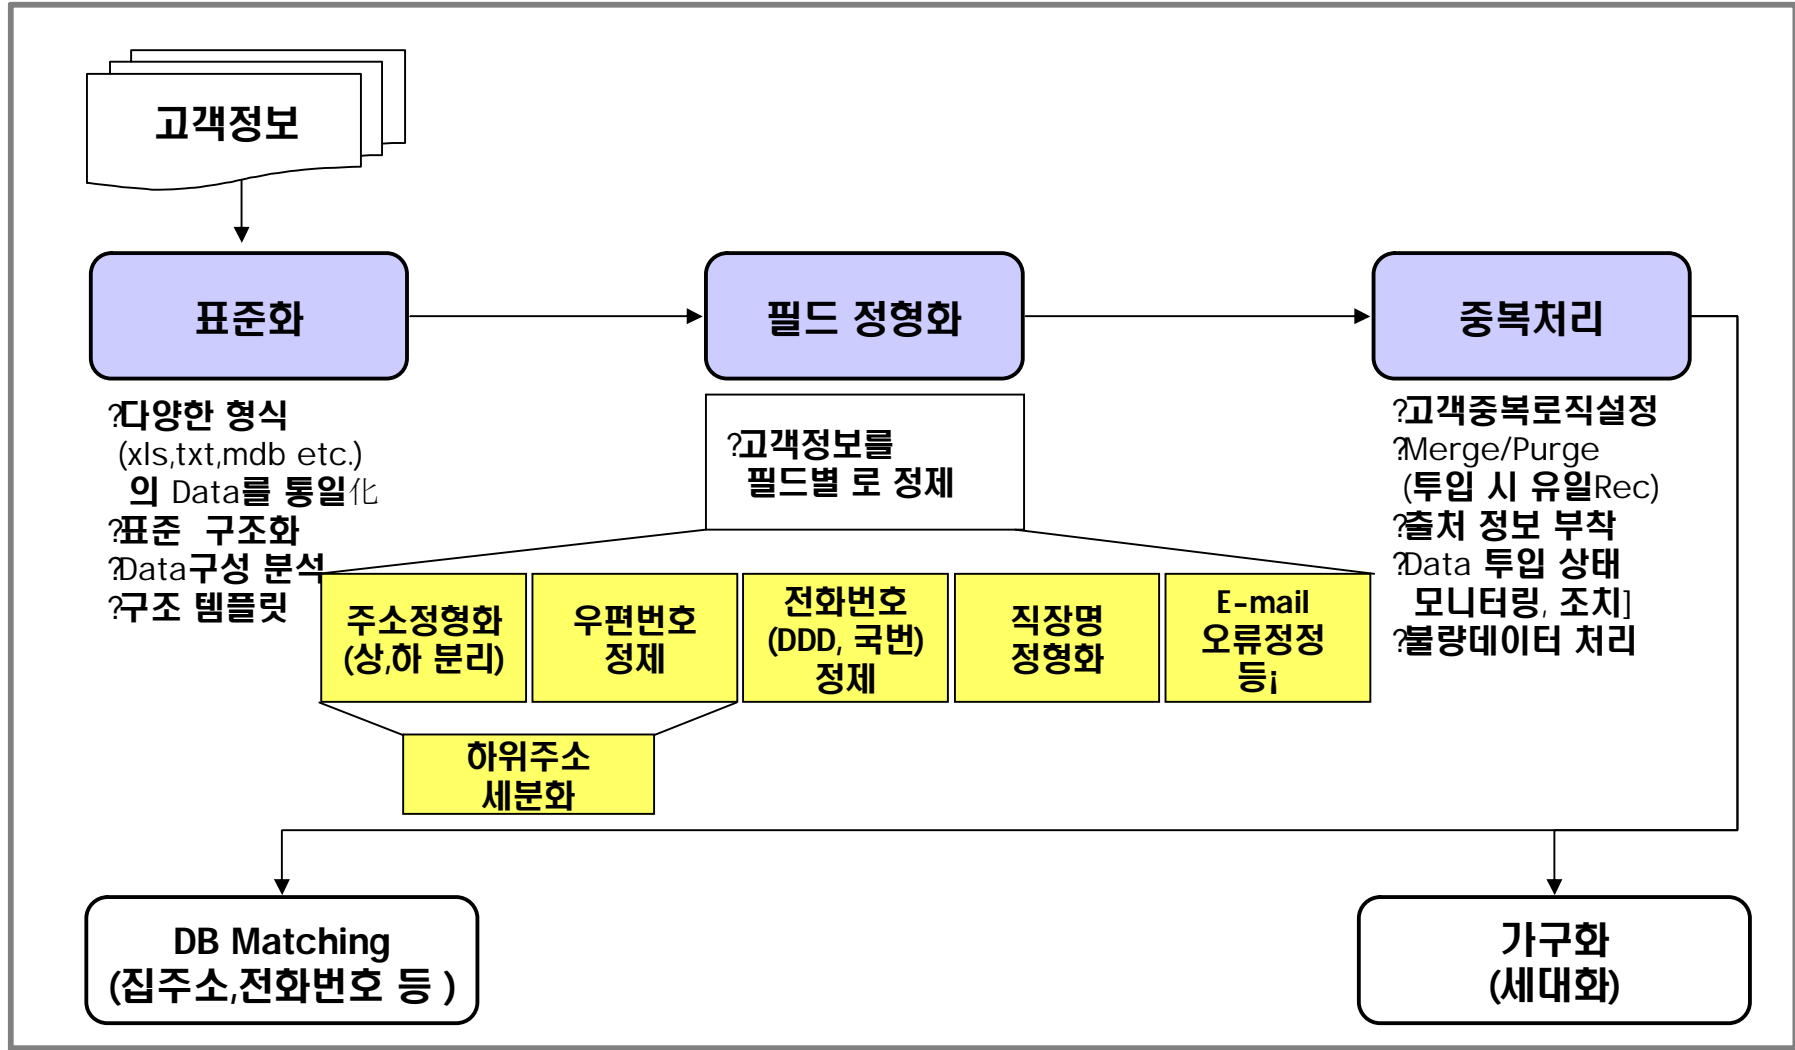 고객정보
표준화
필드 정형화
중복처리
?다양한 형식
(xls,txt,mdb etc.)
의 Data를 통일化
?표준 구조화
?Data구성 분석
?구조 템플릿
?고객정보를
필드별 로 정제
?고객중복로직설정
?Merge/Purge
(투입 시 유일Rec)
?출처 정보 부착
?Data 투입 상태
모니터링, 조치]
?불량데이터 처리
주소정형화
(상,하 분리)
우편번호
정제
전화번호
(DDD, 국번)
정제
직장명
정형화
E-mail
오류정정
등¡
하위주소
세분화
DB Matching
(집주소,전화번호 등 )
가구화
(세대화)